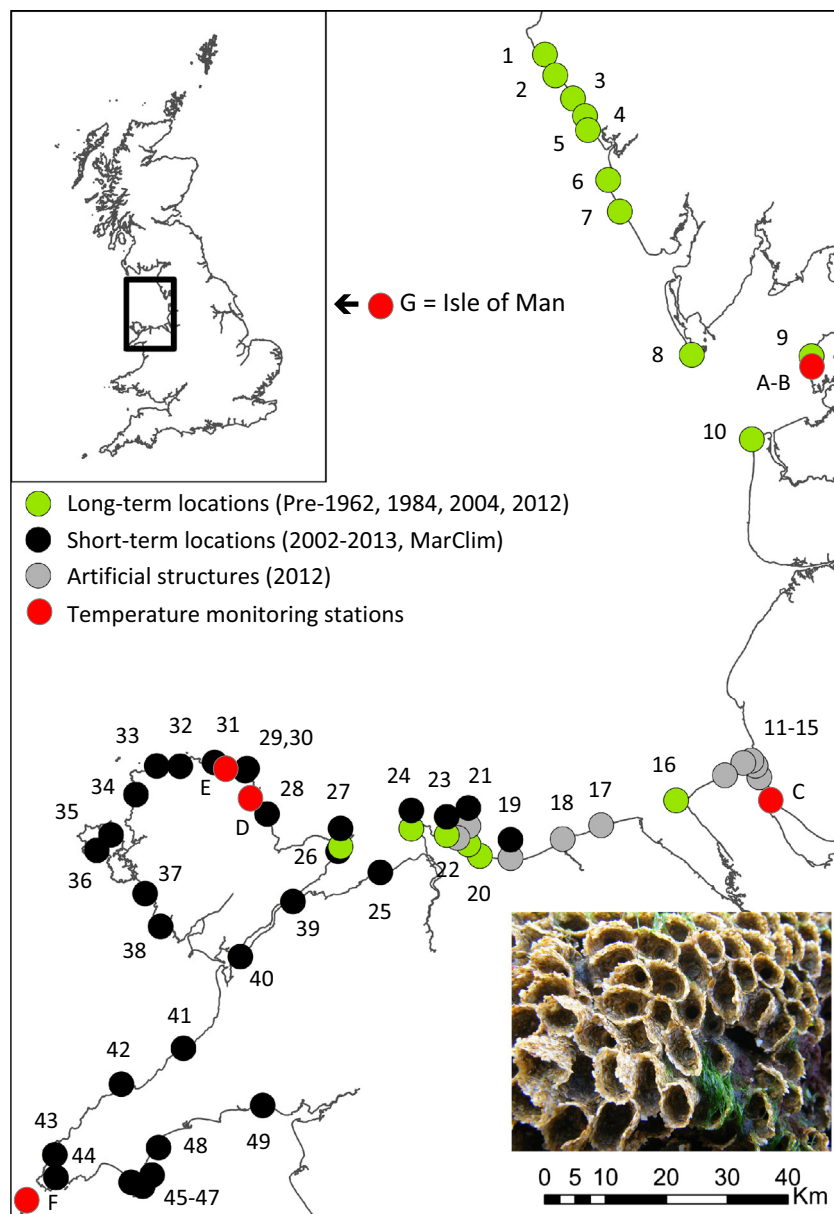 1
2
3
4
5
6
7
G = Isle of Man
8
9
A-B
10
Long-term locations (Pre-1962, 1984, 2004, 2012)
Short-term locations (2002-2013, MarClim)
Artificial structures (2012)
Temperature monitoring stations
11-15
16
C
33 32 31 29,30
34
E
D
28
27
24
23
21
19
18
17
35
36
26
22
20
37
39
25
38
40
41
42
43
44
48
49
F
45-47
0 5 10 20 30 40
Km